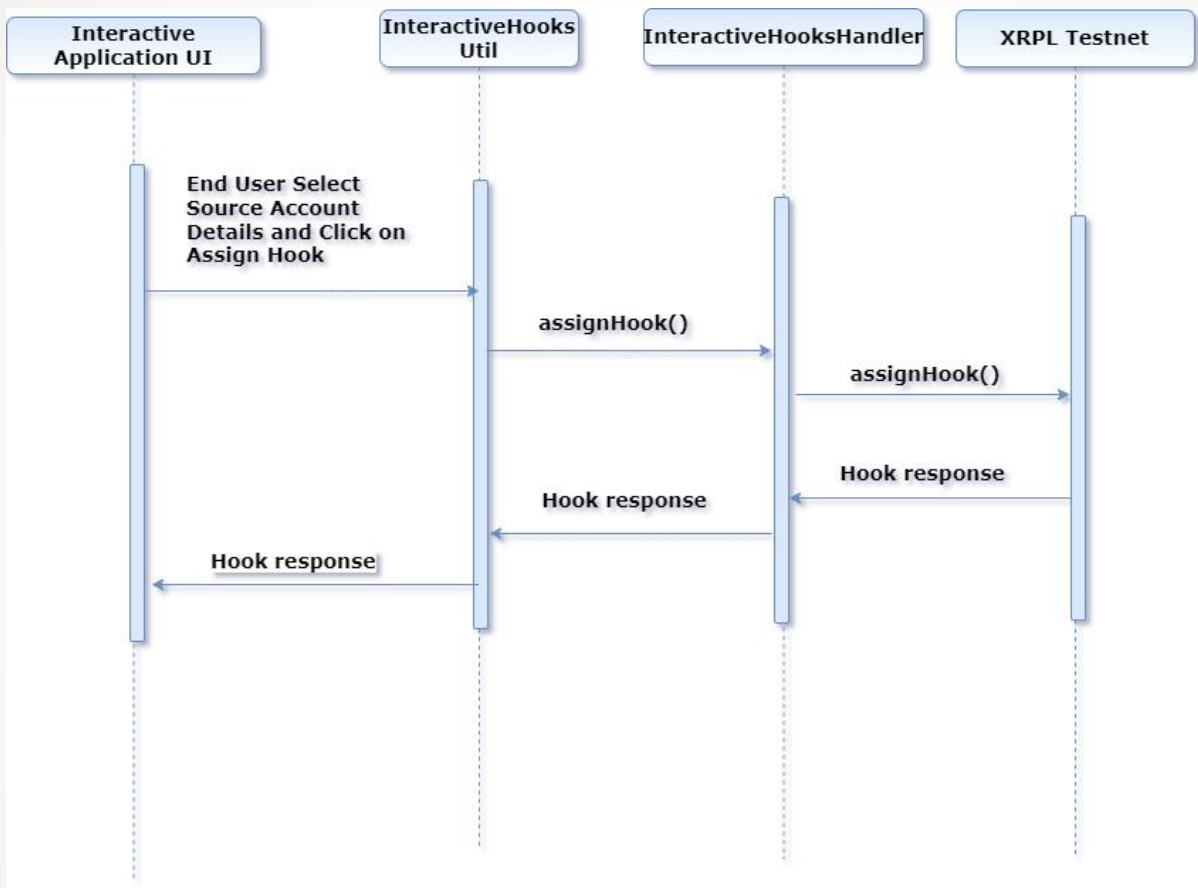 Interactive
Application UI
InteractiveHooks
Util
InteractiveHooksHandler
XRPL Testnet
End User Select
Source Account
Details and Click on
Assign Hook
assignHook()
assignHook()
Hook response
Hook response
Hook response